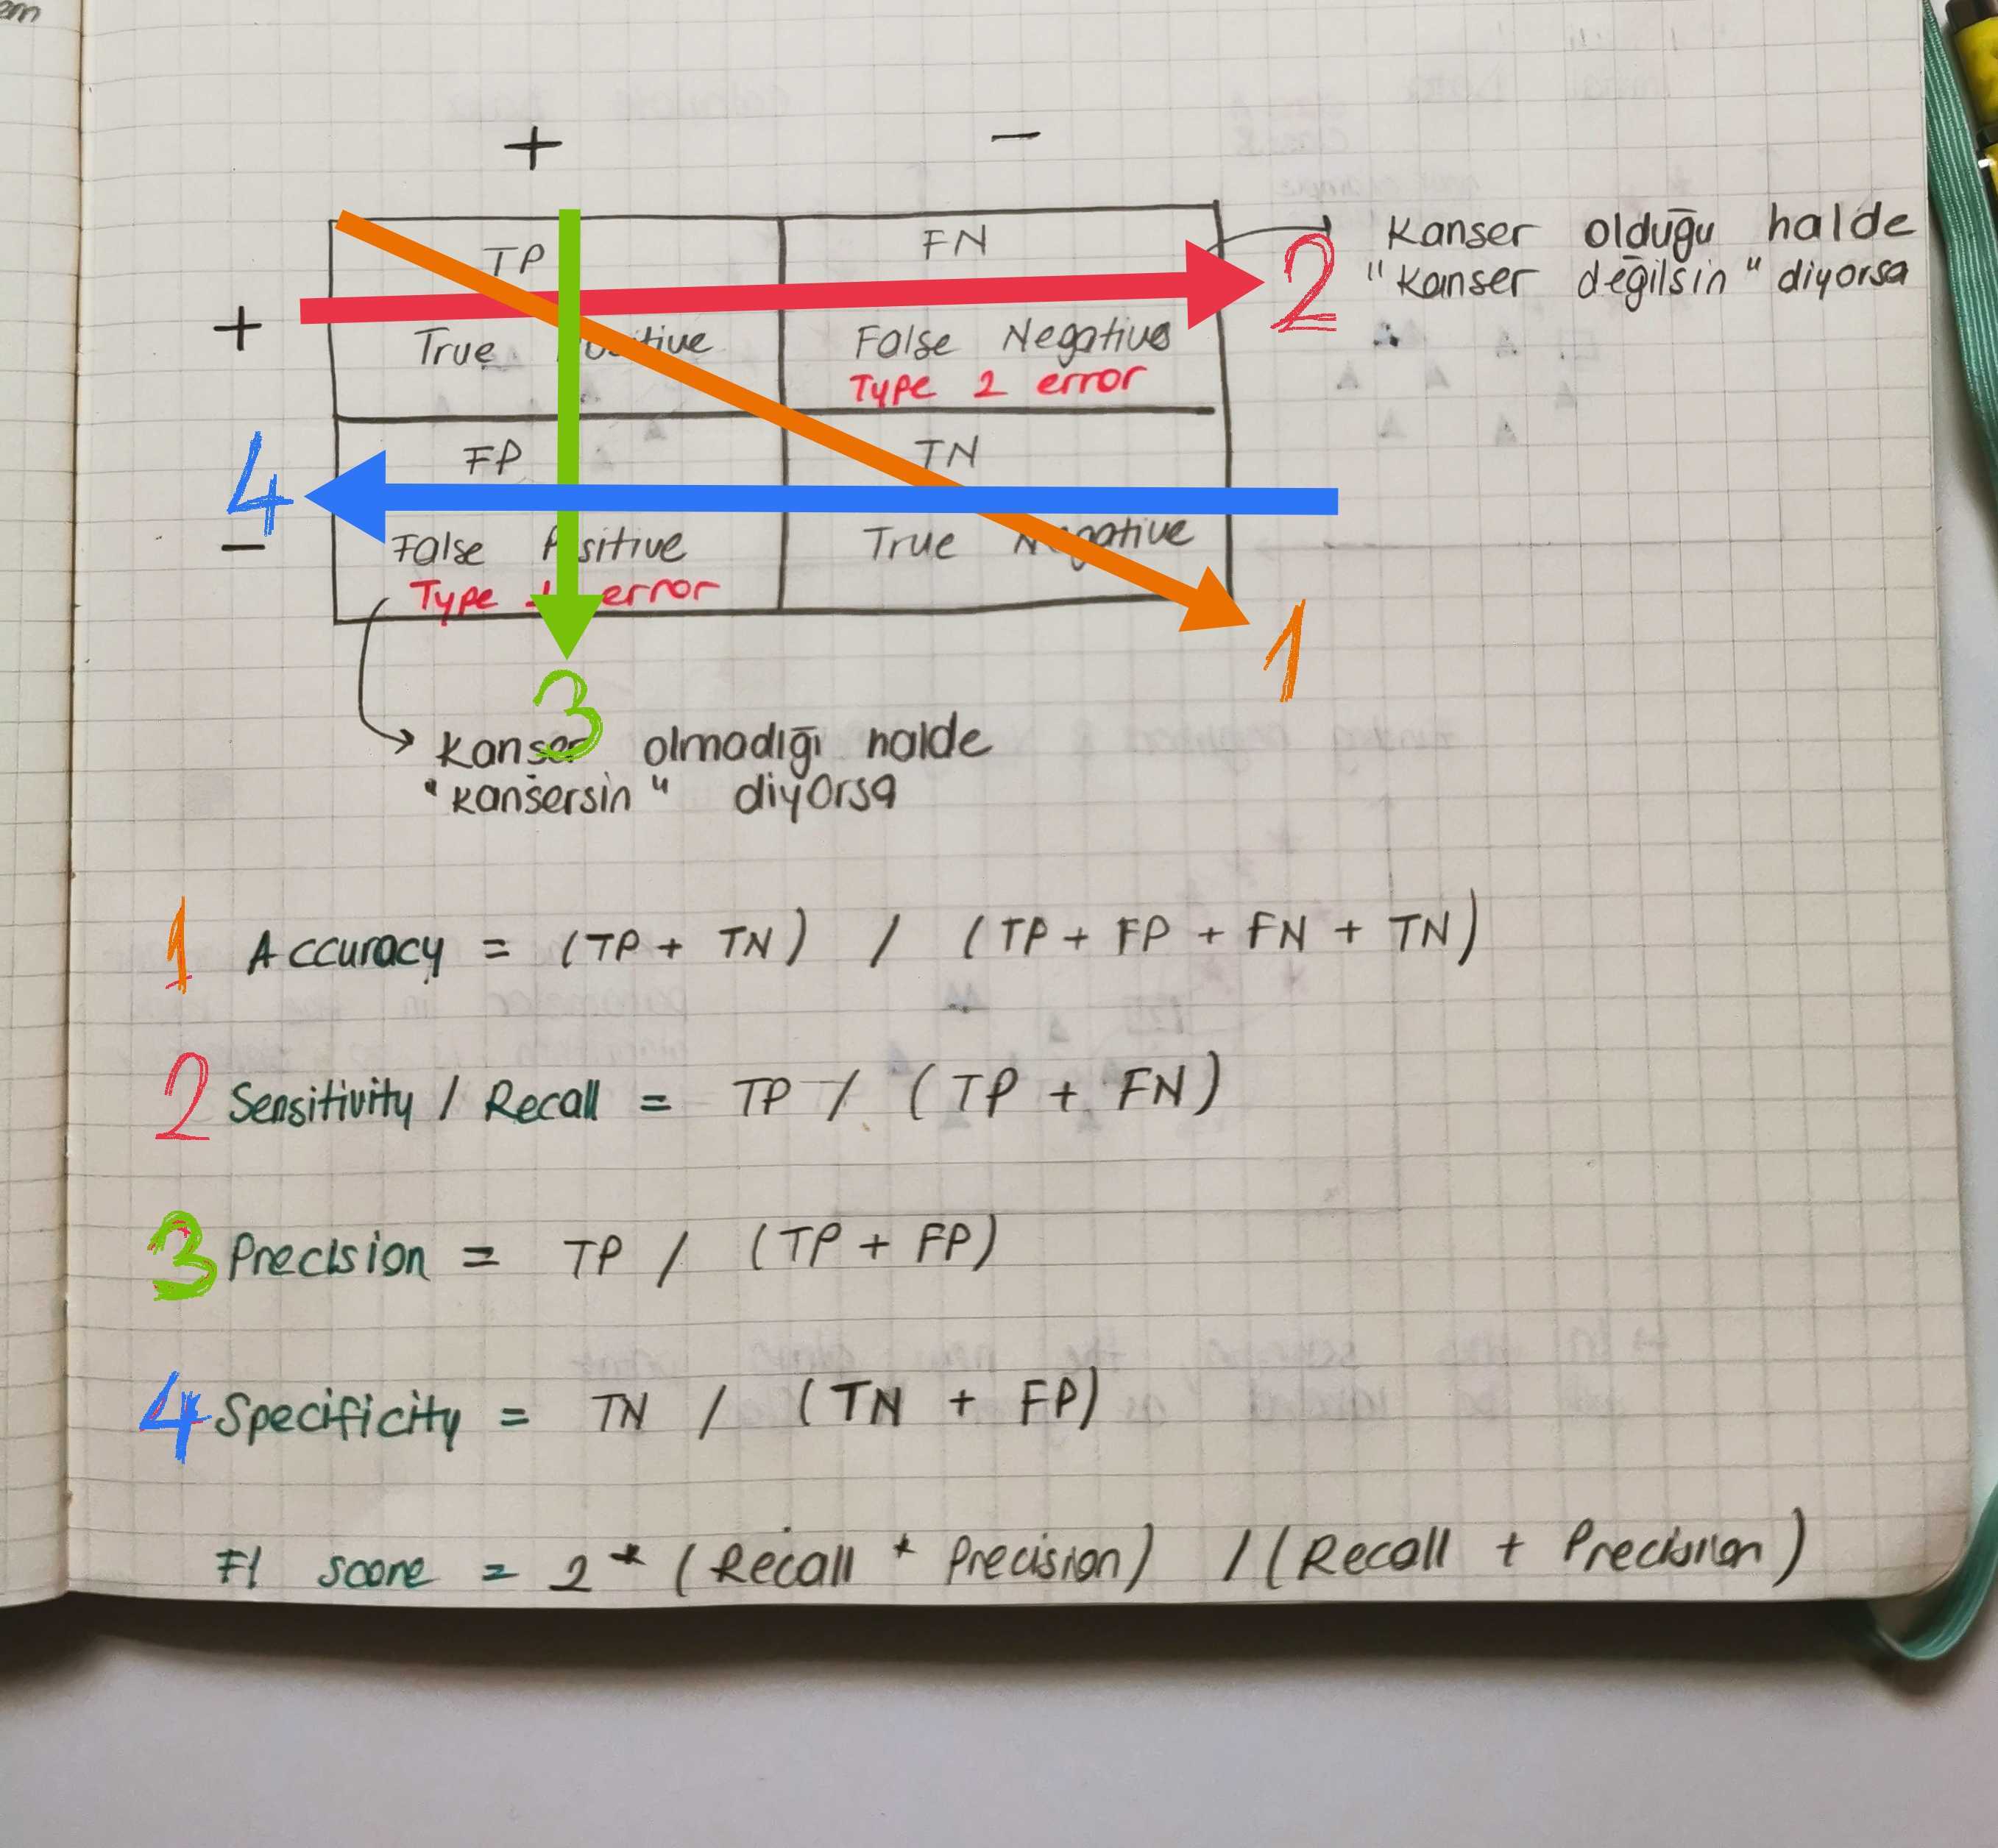 em
+ −
TP FN
2 Kanser olduğu halde
"Kanser değilsin" diyorsa
+
True Positive False Negative
Type 2 error
4 FP TN
−
False Positive True Negative
Type 1 error
1
3
Kanser olmadığı halde
"kansersin" diyorsa
1 Accuracy = (TP + TN) / (TP + FP + FN + TN)
2 Sensitivity / Recall = TP / (TP + FN)
3 Precision = TP / (TP + FP)
4 Specificity = TN / (TN + FP)
F1 score = 2 * (Recall * Precision) / (Recall + Precision)